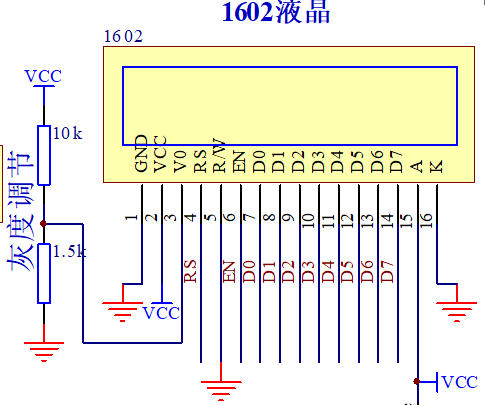 1602液晶
1602
VCC
10k
灰度调节
1.5k
GND
VCC
V0
RS
R/W
EN
D0
D1
D2
D3
D4
D5
D6
D7
A
K
1
2
3
4
5
6
7
8
9
10
11
12
13
14
15
16
RS
EN
D0
D1
D2
D3
D4
D5
D6
D7
VCC
VCC